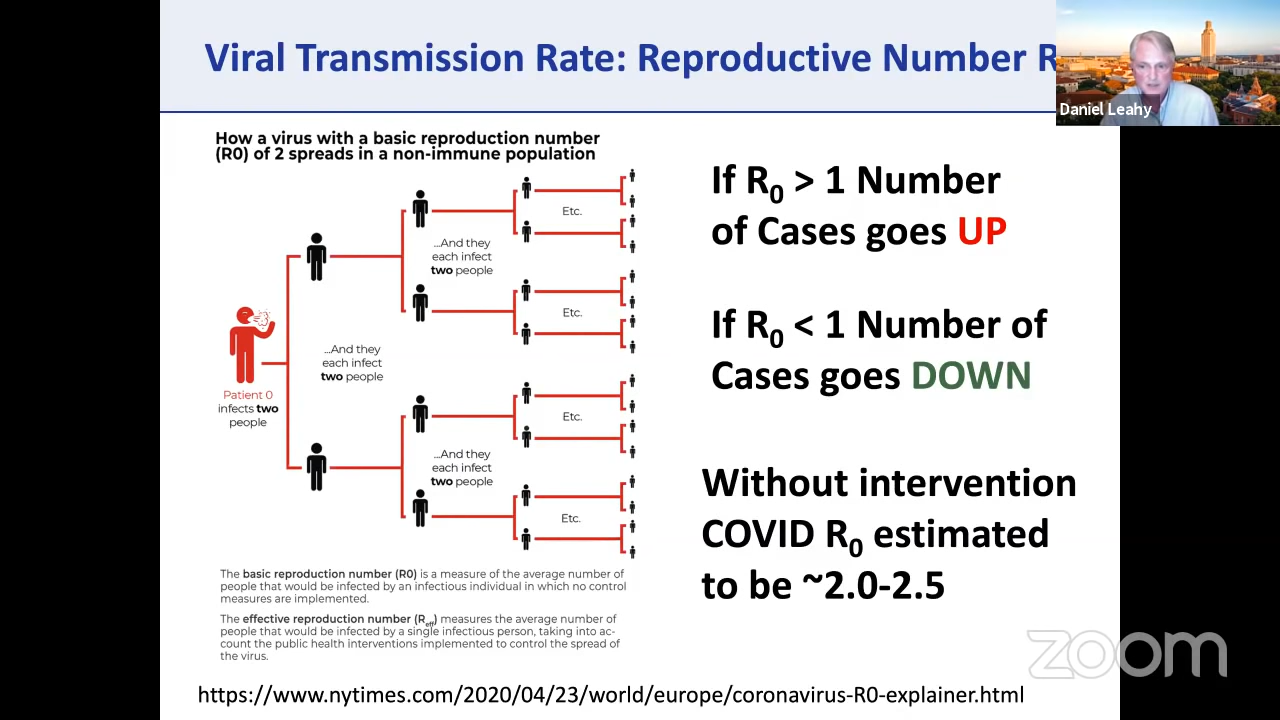 Viral Transmission Rate: Reproductive Number R
Daniel Leahy
How a virus with a basic reproduction number
(R0) of 2 spreads in a non-immune population
Patient 0
infects two
people
...And they
each infect
two people
...And they
each infect
two people
...And they
each infect
two people
Etc.
Etc.
Etc.
Etc.
The basic reproduction number (R0) is a measure of the average number of
people that would be infected by an infectious individual in which no control
measures are implemented.
The effective reproduction number (Reff) measures the average number of
people that would be infected by a single infectious person, taking into ac-
count the public health interventions implemented to control the spread of
the virus.
If R0 > 1 Number
of Cases goes UP
If R0 < 1 Number of
Cases goes DOWN
Without intervention
COVID R0 estimated
to be ~2.0-2.5
https://www.nytimes.com/2020/04/23/world/europe/coronavirus-R0-explainer.html
zoom